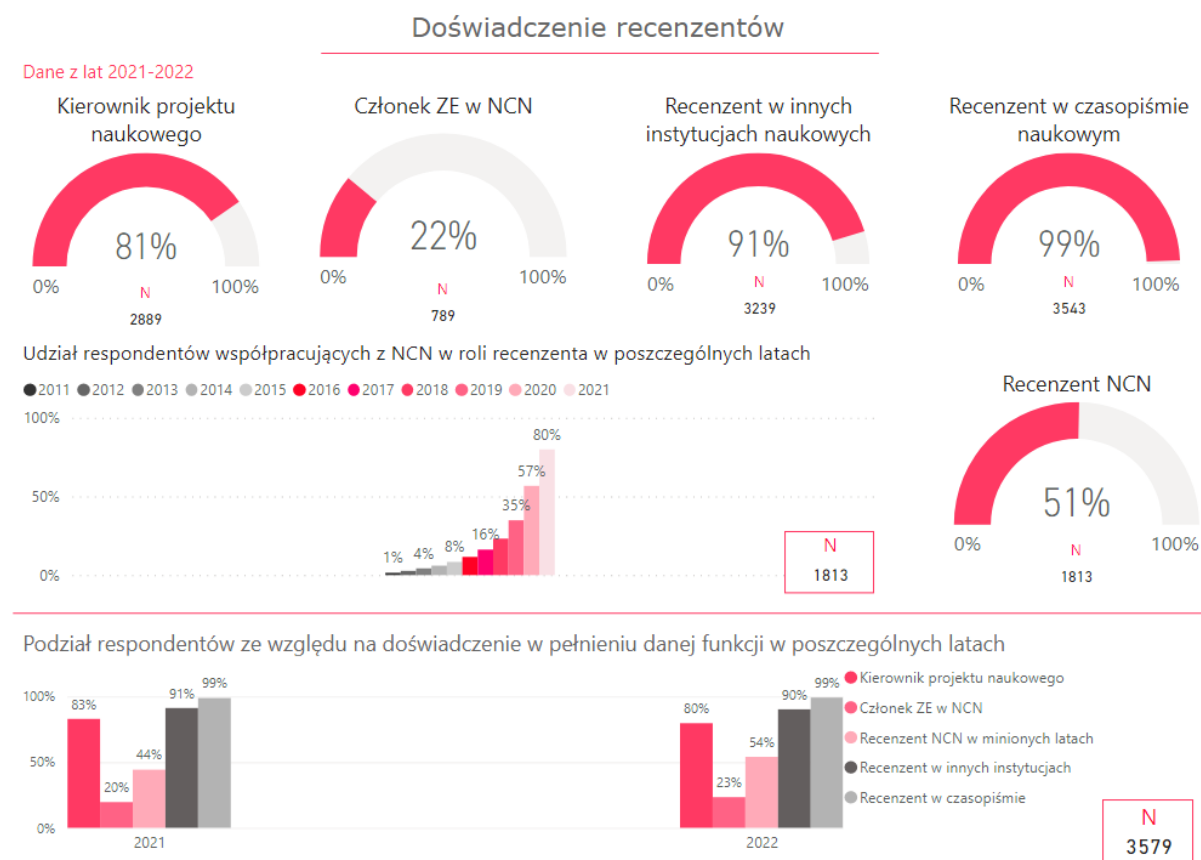 Doświadczenie recenzentów
Dane z lat 2021-2022
Kierownik projektu
naukowego
81%
0%
100%
N
2889
Członek ZE w NCN
22%
0%
100%
N
789
Recenzent w innych
instytucjach naukowych
91%
0%
100%
N
3239
Recenzent w czasopiśmie
naukowym
99%
0%
100%
N
3543
Udział respondentów współpracujących z NCN w roli recenzenta w poszczególnych latach
2011 2012 2013 2014 2015 2016 2017 2018 2019 2020 2021
100%
50%
0%
1%
4%
8%
16%
35%
57%
80%
N
1813
Recenzent NCN
51%
0%
100%
N
1813
Podział respondentów ze względu na doświadczenie w pełnieniu danej funkcji w poszczególnych latach
100%
50%
0%
83%
20%
44%
91%
99%
2021
80%
23%
54%
90%
99%
2022
Kierownik projektu naukowego
Członek ZE w NCN
Recenzent NCN w minionych latach
Recenzent w innych instytucjach
Recenzent w czasopiśmie
N
3579